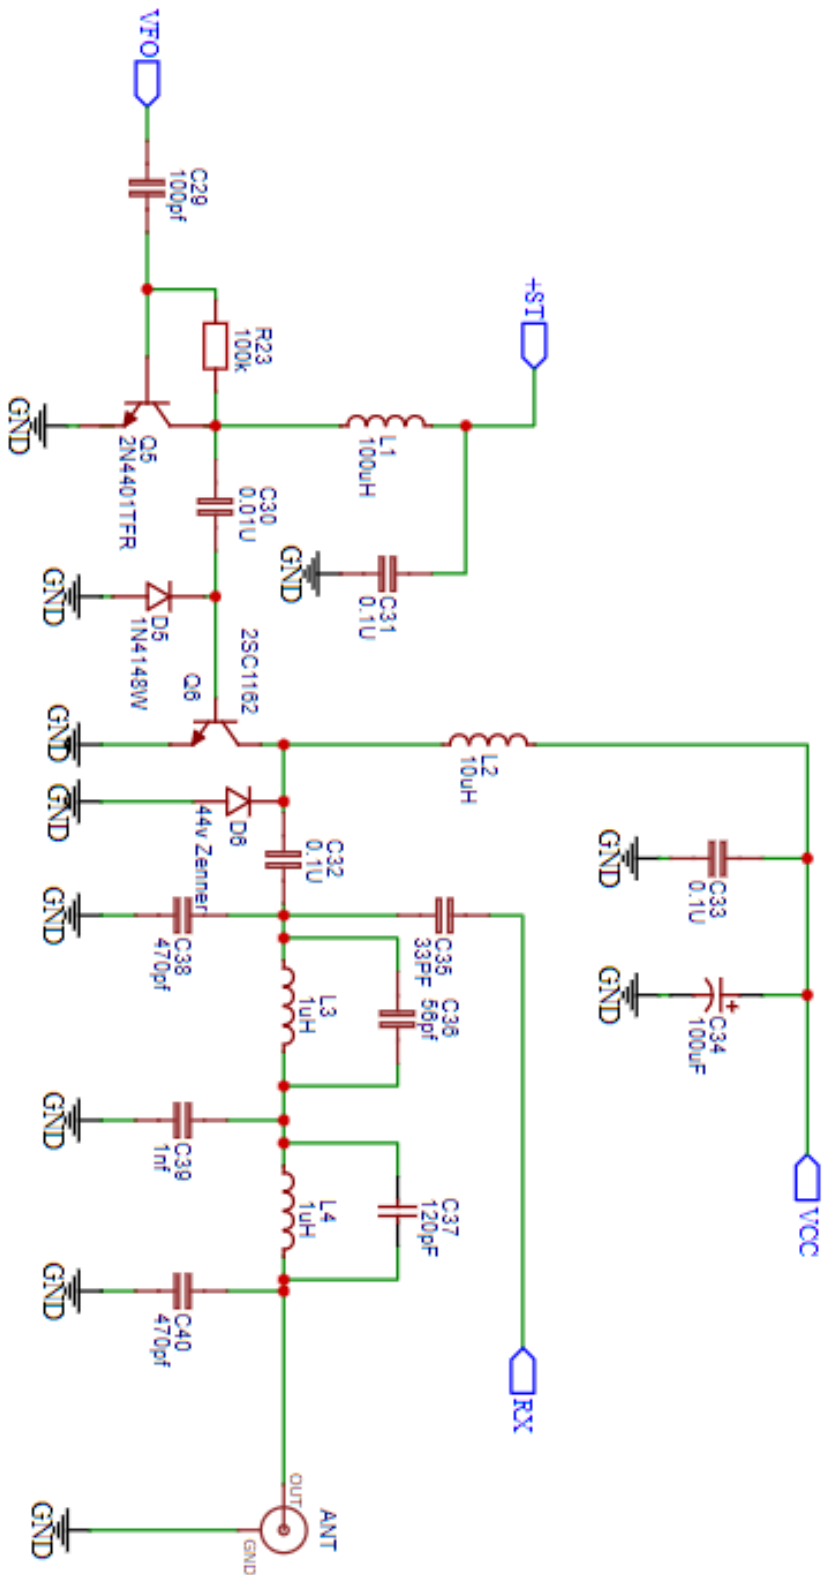 VCC
C33
0.1U
C34
100uF
GND
GND
+ST
RX
L2
10uH
C36
56pf
C35
33PF
C37
120pF
L1
100uH
C31
0.1U
GND
L3
1uH
L4
1uH
ANT
C32
0.1U
OUT
GND
R23
100k
C30
0.01U
2SC1162
Q6
D6
44v Zenner
C29
100pf
VFO
Q5
2N4401TFR
D5
1N4148W
C38
470pf
C39
1nf
C40
470pf
GND
GND
GND
GND
GND
GND
GND
GND